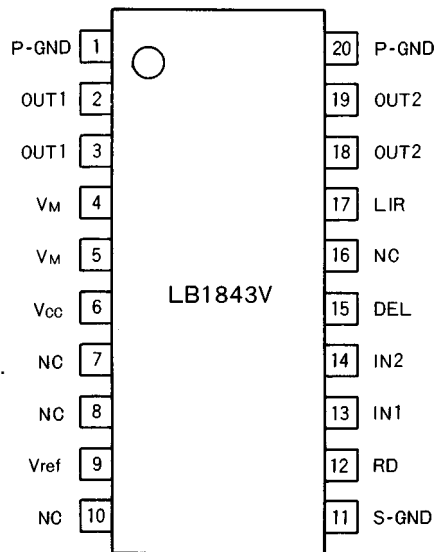 P-GND 1 20 P-GND
OUT1 2 19 OUT2
OUT1 3 18 OUT2
VM 4 17 LIR
VM 5 16 NC
Vcc 6 LB1843V 15 DEL
NC 7 14 IN2
NC 8 13 IN1
Vref 9 12 RD
NC 10 11 S-GND